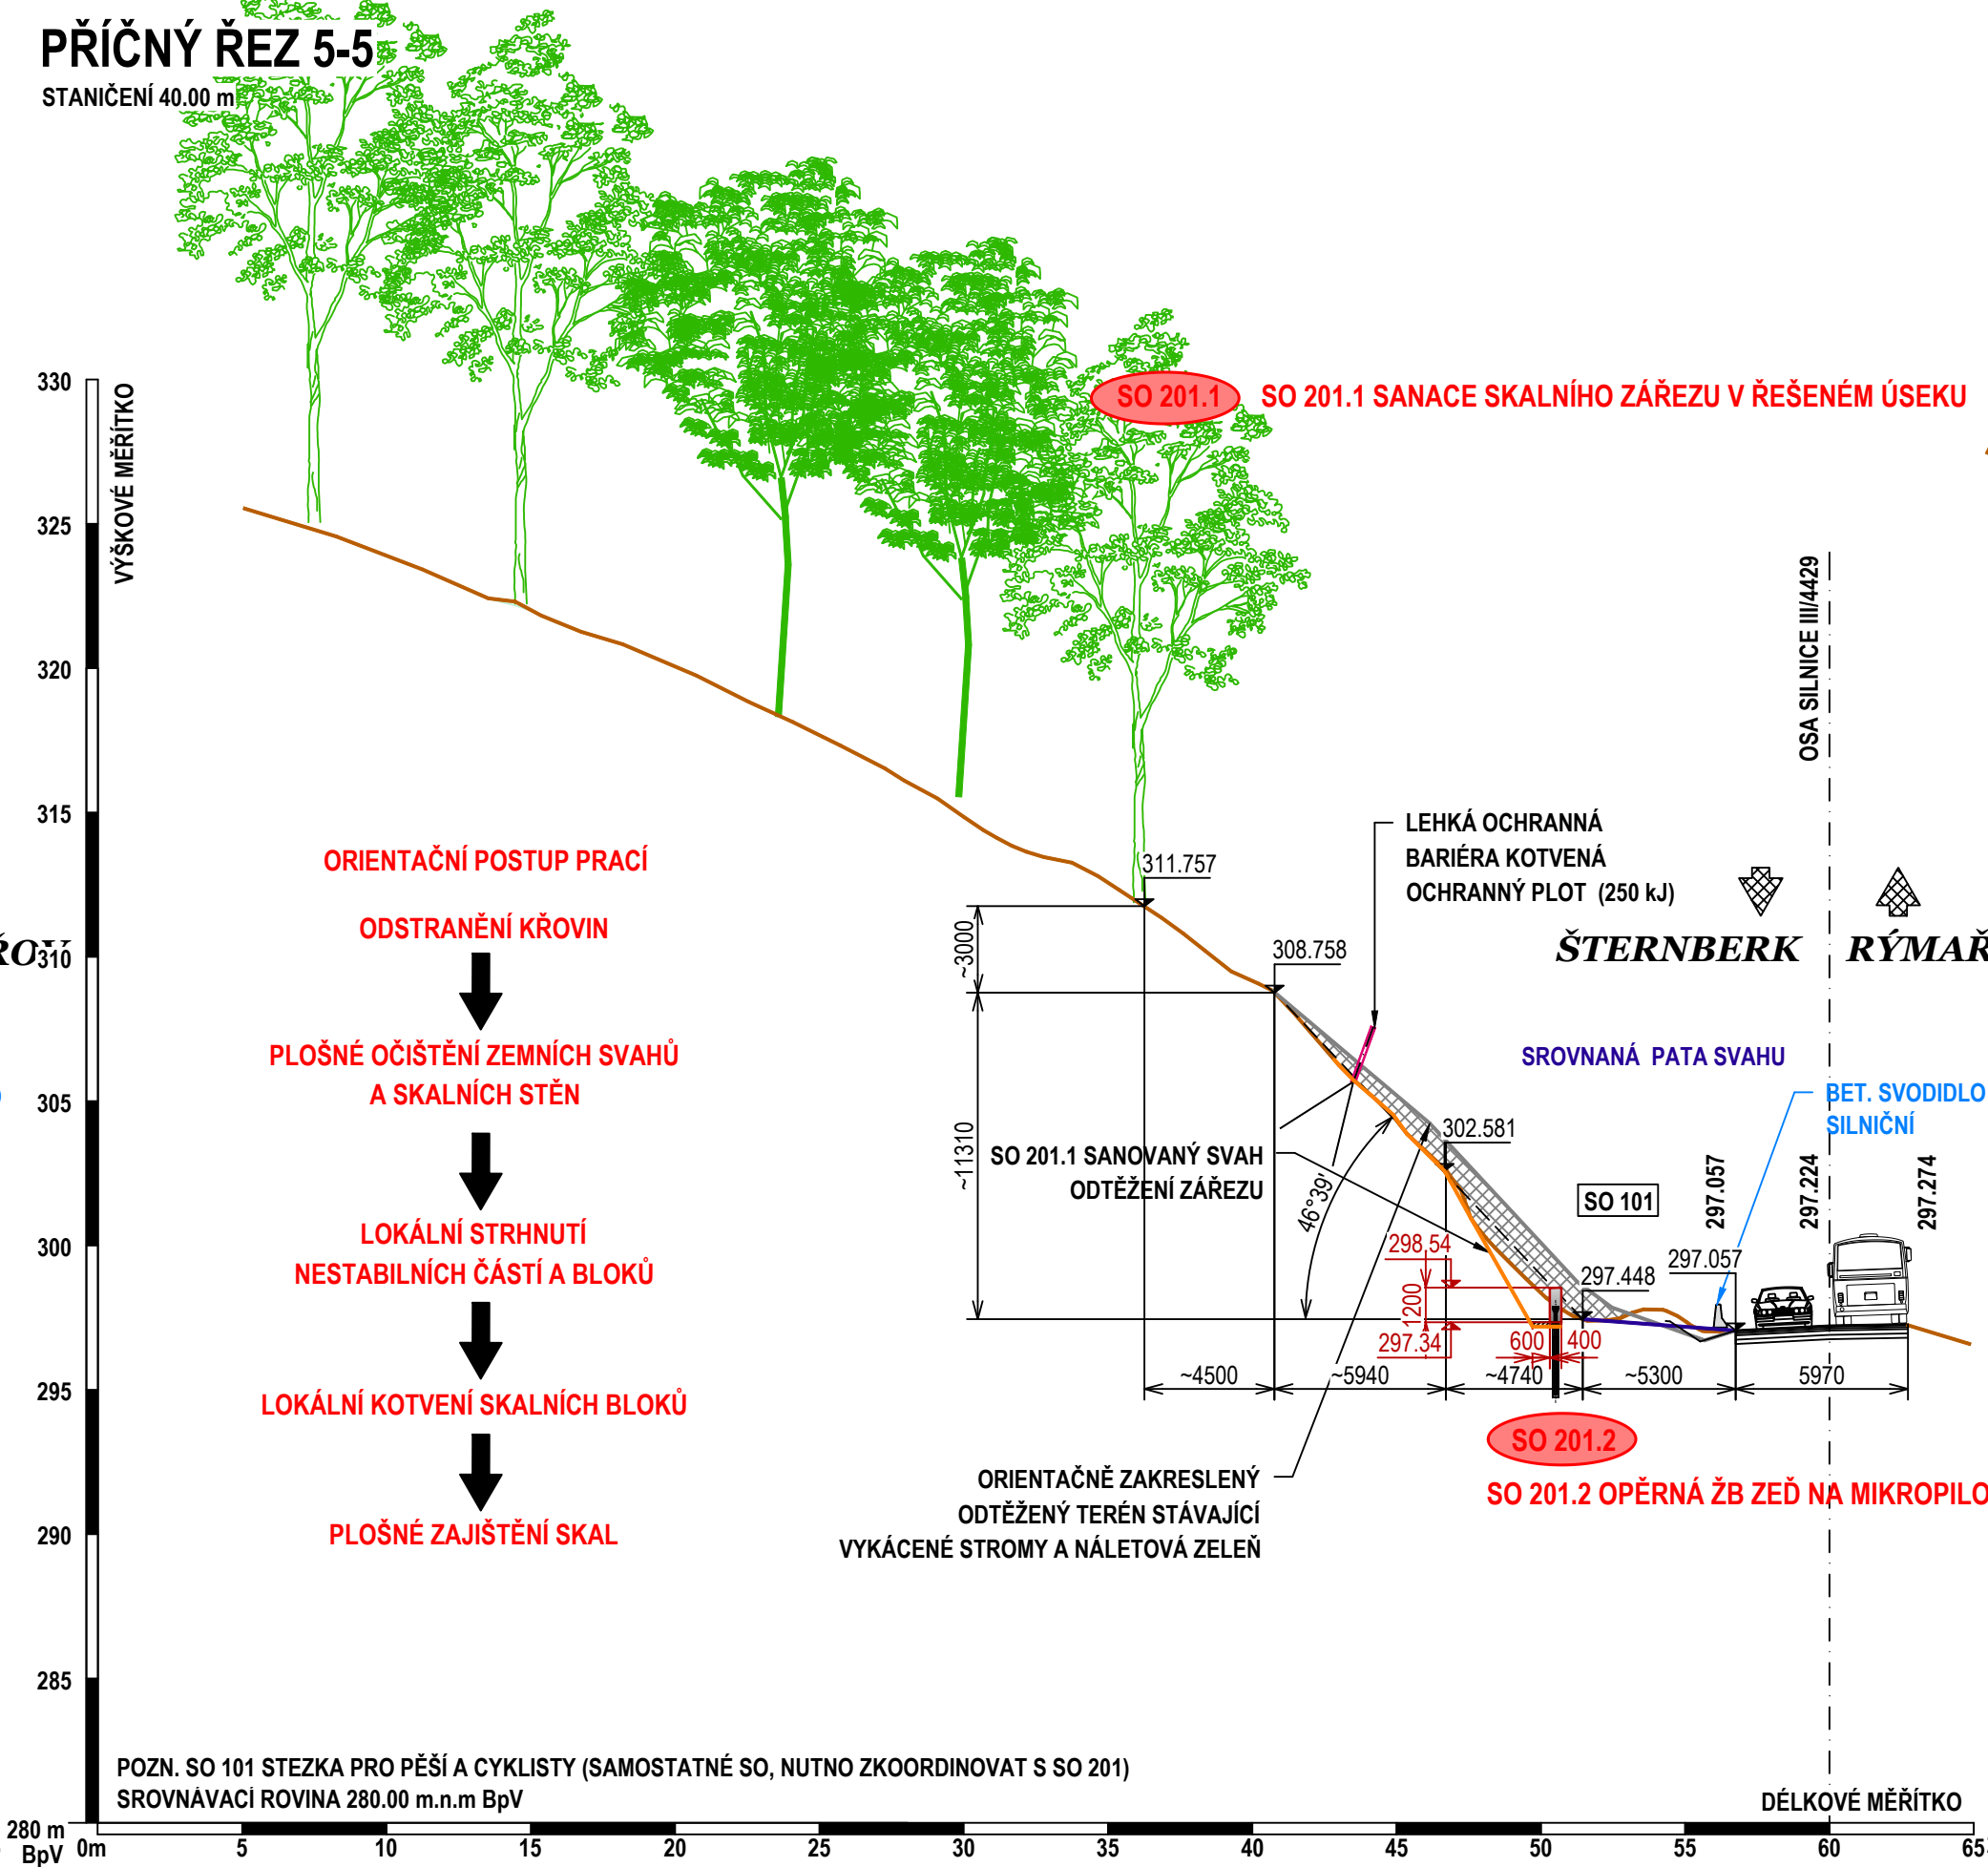 PŘÍČNÝ ŘEZ 5-5
STANIČENÍ 40.00 m
VÝŠKOVÉ MĚŘÍTKO
330
325
320
315
310
305
300
295
290
285
280 m
BpV
SO 201.1
SO 201.1 SANACE SKALNÍHO ZÁŘEZU V ŘEŠENÉM ÚSEKU
OSA SILNICE III/4429
ORIENTAČNÍ POSTUP PRACÍ
ODSTRANĚNÍ KŘOVIN
PLOŠNÉ OČIŠTĚNÍ ZEMNÍCH SVAHŮ
A SKALNÍCH STĚN
LOKÁLNÍ STRHNUTÍ
NESTABILNÍCH ČÁSTÍ A BLOKŮ
LOKÁLNÍ KOTVENÍ SKALNÍCH BLOKŮ
PLOŠNÉ ZAJIŠTĚNÍ SKAL
LEHKÁ OCHRANNÁ
BARIÉRA KOTVENÁ
OCHRANNÝ PLOT (250 kJ)
311.757
308.758
~3000
~11310
ŠTERNBERK
RÝMAŘ
SROVNANÁ PATA SVAHU
BET. SVODIDLO
SILNIČNÍ
302.581
SO 201.1 SANOVANÝ SVAH
ODTĚŽENÍ ZÁŘEZU
46°39'
SO 101
297.057
297.224
297.274
298.54
1200
297.34
297.448
297.057
600
400
~4500
~5940
~4740
~5300
5970
SO 201.2
SO 201.2 OPĚRNÁ ŽB ZEĎ NA MIKROPILO
ORIENTAČNĚ ZAKRESLENÝ
ODTĚŽENÝ TERÉN STÁVAJÍCÍ
VYKÁCENÉ STROMY A NÁLETOVÁ ZELEŇ
POZN. SO 101 STEZKA PRO PĚŠÍ A CYKLISTY (SAMOSTATNÉ SO, NUTNO ZKOORDINOVAT S SO 201)
SROVNÁVACÍ ROVINA 280.00 m.n.m BpV
DÉLKOVÉ MĚŘÍTKO
0m 5 10 15 20 25 30 35 40 45 50 55 60 65